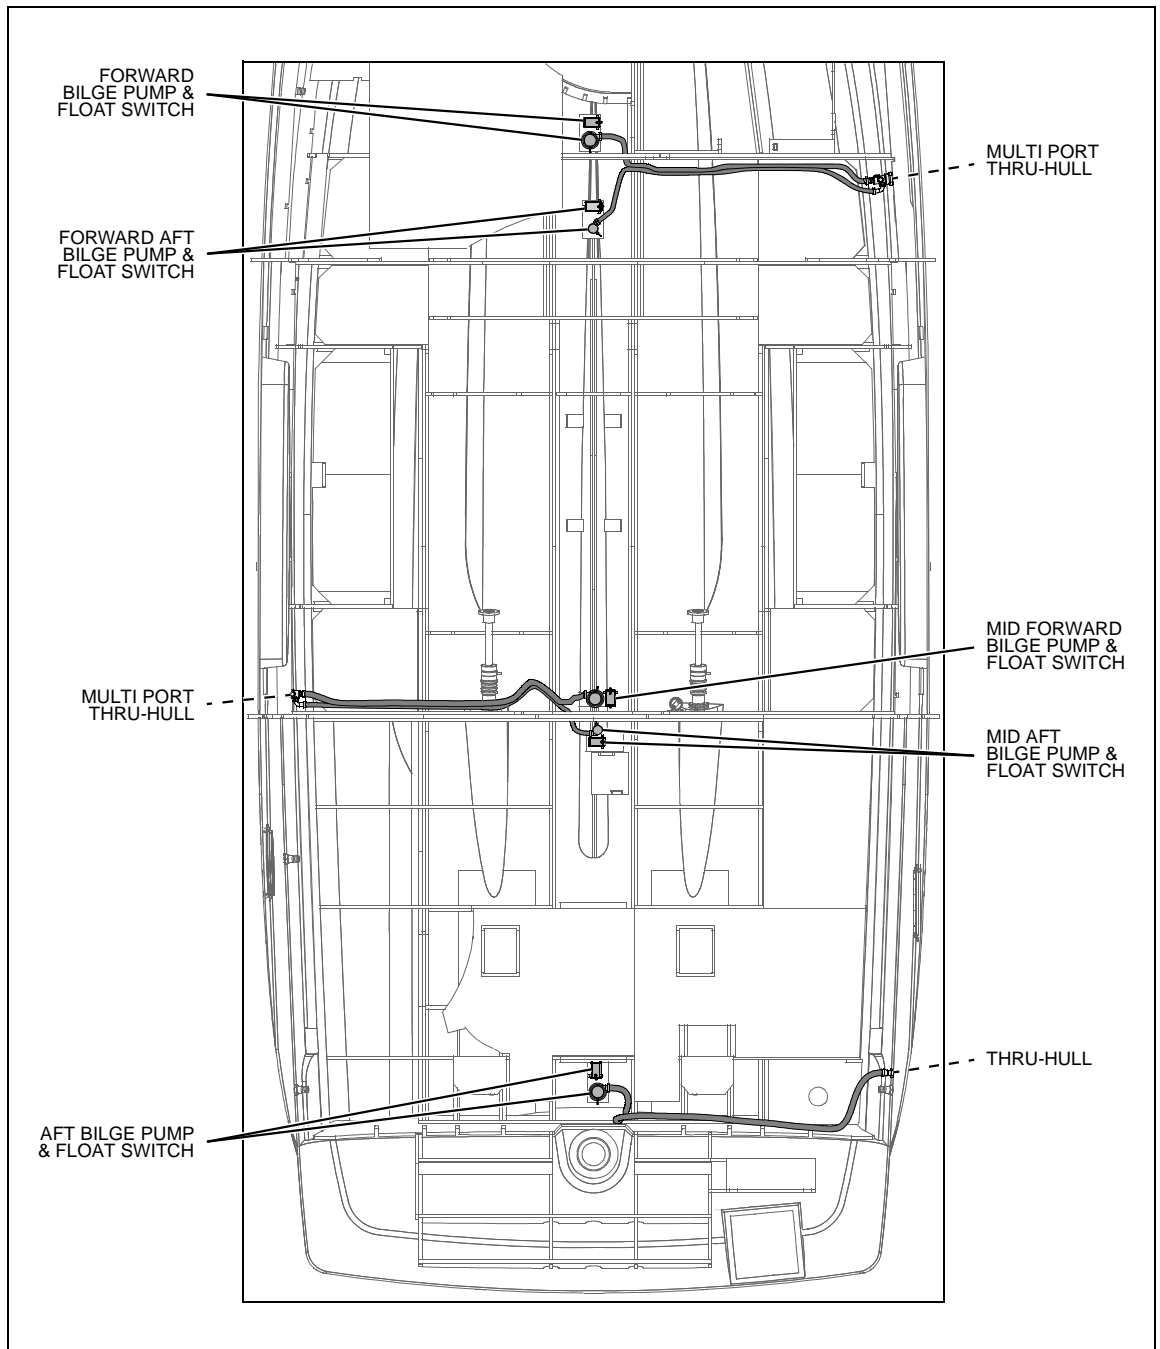 FORWARD
BILGE PUMP &
FLOAT SWITCH
MULTI PORT
THRU-HULL
FORWARD AFT
BILGE PUMP &
FLOAT SWITCH
MID FORWARD
BILGE PUMP &
FLOAT SWITCH
MULTI PORT
THRU-HULL
MID AFT
BILGE PUMP &
FLOAT SWITCH
THRU-HULL
AFT BILGE PUMP
& FLOAT SWITCH